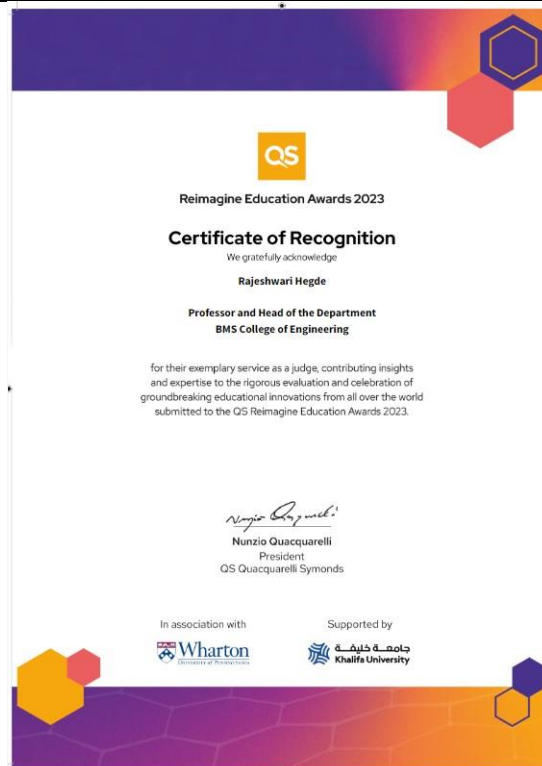 QS
Reimagine Education Awards 2023
Certificate of Recognition
We gratefully acknowledge
Rajeshwari Hegde
Professor and Head of the Department
BMS College of Engineering
for their exemplary service as a judge, contributing insights
and expertise to the rigorous evaluation and celebration of
groundbreaking educational innovations from all over the world
submitted to the QS Reimagine Education Awards 2023.
Nunzio Quacquarelli
President
QS Quacquarelli Symonds
In association with
Supported by
Wharton
University of Pennsylvania
جامعة خليفة
Khalifa University